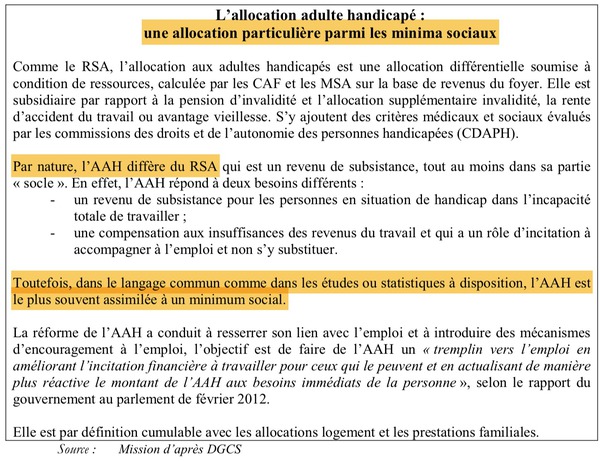 L’allocation adulte handicapé :
une allocation particulière parmi les minima sociaux
Comme le RSA, l’allocation aux adultes handicapés est une allocation différentielle soumise à
condition de ressources, calculée par les CAF et les MSA sur la base de revenus du foyer. Elle est
subsidiaire par rapport à la pension d’invalidité et l’allocation supplémentaire invalidité, la rente
d’accident du travail ou avantage vieillesse. S’y ajoutent des critères médicaux et sociaux évalués
par les commissions des droits et de l’autonomie des personnes handicapées (CDAPH).
Par nature, l’AAH diffère du RSA qui est un revenu de subsistance, tout au moins dans sa partie
« socle ». En effet, l’AAH répond à deux besoins différents :
- un revenu de subsistance pour les personnes en situation de handicap dans l’incapacité
totale de travailler ;
- une compensation aux insuffisances des revenus du travail et qui a un rôle d’incitation à
accompagner à l’emploi et non s’y substituer.
Toutefois, dans le langage commun comme dans les études ou statistiques à disposition, l’AAH est
le plus souvent assimilée à un minimum social.
La réforme de l’AAH a conduit à resserrer son lien avec l’emploi et à introduire des mécanismes
d’encouragement à l’emploi, l’objectif est de faire de l’AAH un « tremplin vers l’emploi en
améliorant l’incitation financière à travailler pour ceux qui le peuvent et en actualisant de manière
plus réactive le montant de l’AAH aux besoins immédiats de la personne », selon le rapport du
gouvernement au parlement de février 2012.
Elle est par définition cumulable avec les allocations logement et les prestations familiales.
Source : Mission d’après DGCS